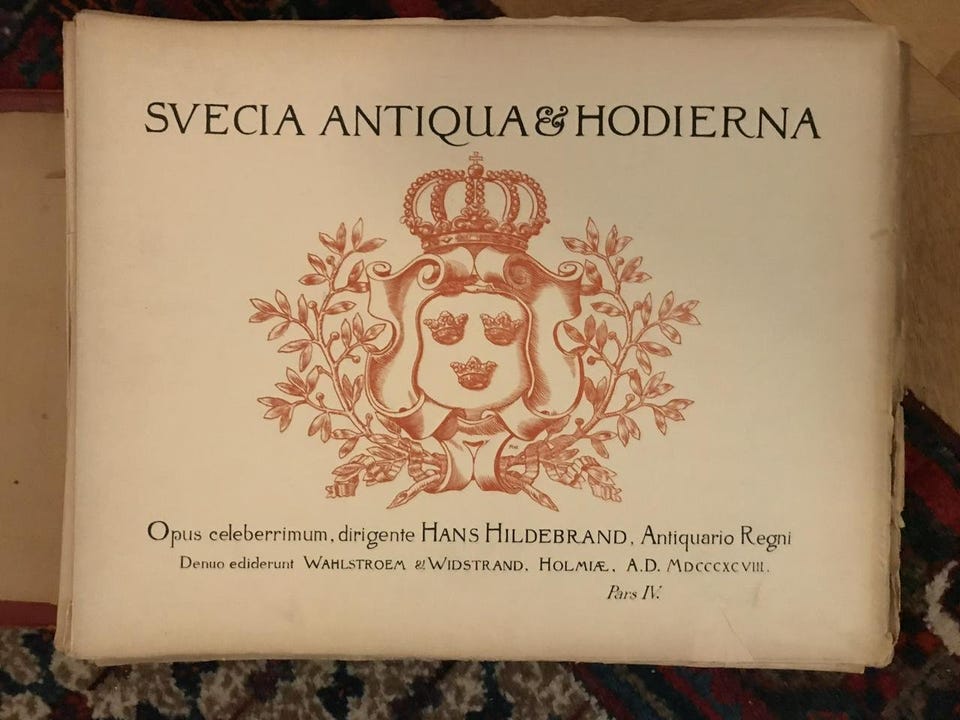 SVECIA ANTIQUA & HODIERNA
Opus celeberrimum, dirigente HANS HILDEBRAND, Antiquario Regni
Denuo ediderunt WAHLSTROEM & WIDSTRAND. HOLMIÆ, A.D. MDCCCXCVIII.
Pars IV.